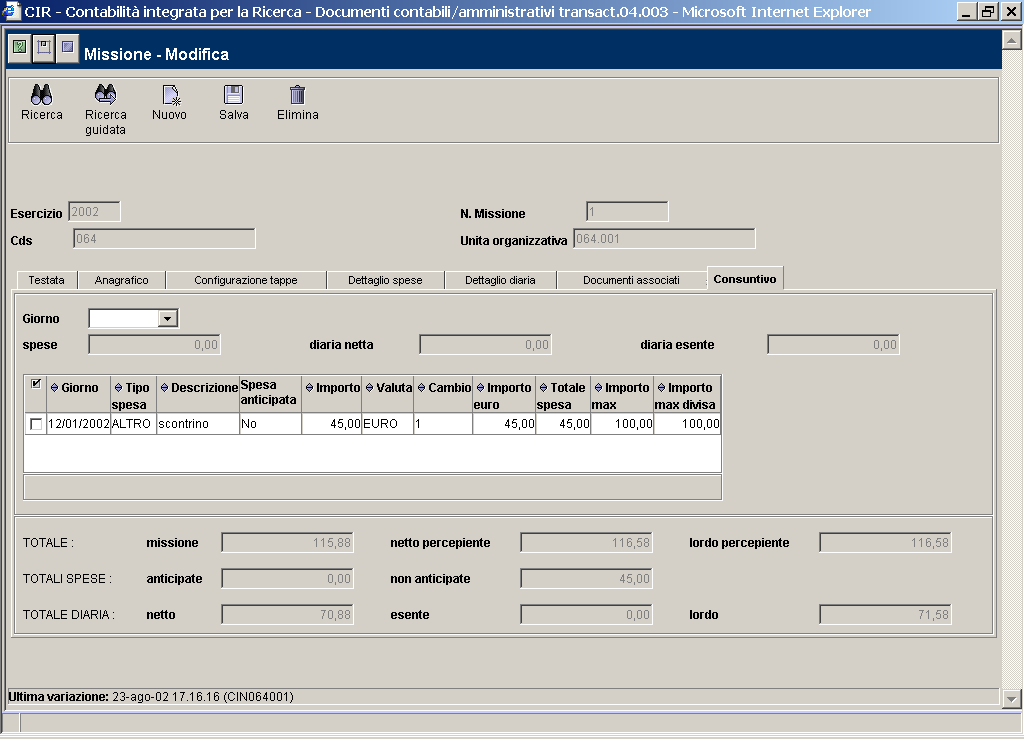 CIR - Contabilità integrata per la Ricerca - Documenti contabili/amministrativi transact.04.003 - Microsoft Internet Explorer
Missione - Modifica
Ricerca Ricerca guidata Nuovo Salva Elimina
Esercizio 2002 N. Missione 1
Cds 064 Unita organizzativa 064.001
Testata Anagrafico Configurazione tappe Dettaglio spese Dettaglio diaria Documenti associati Consuntivo
Giorno
spese 0,00 diaria netta 0,00 diaria esente 0,00
Giorno Tipo spesa Descrizione Spesa anticipata Importo Valuta Cambio Importo euro Totale spesa Importo max Importo max divisa
12/01/2002 ALTRO scontrino No 45,00 EURO 1 45,00 45,00 100,00 100,00
TOTALE : missione 115,88 netto percepiente 116,58 lordo percepiente 116,58
TOTALI SPESE : anticipate 0,00 non anticipate 45,00
TOTALE DIARIA : netto 70,88 esente 0,00 lordo 71,58
Ultima variazione: 23-ago-02 17.16.16 (CIN064001)